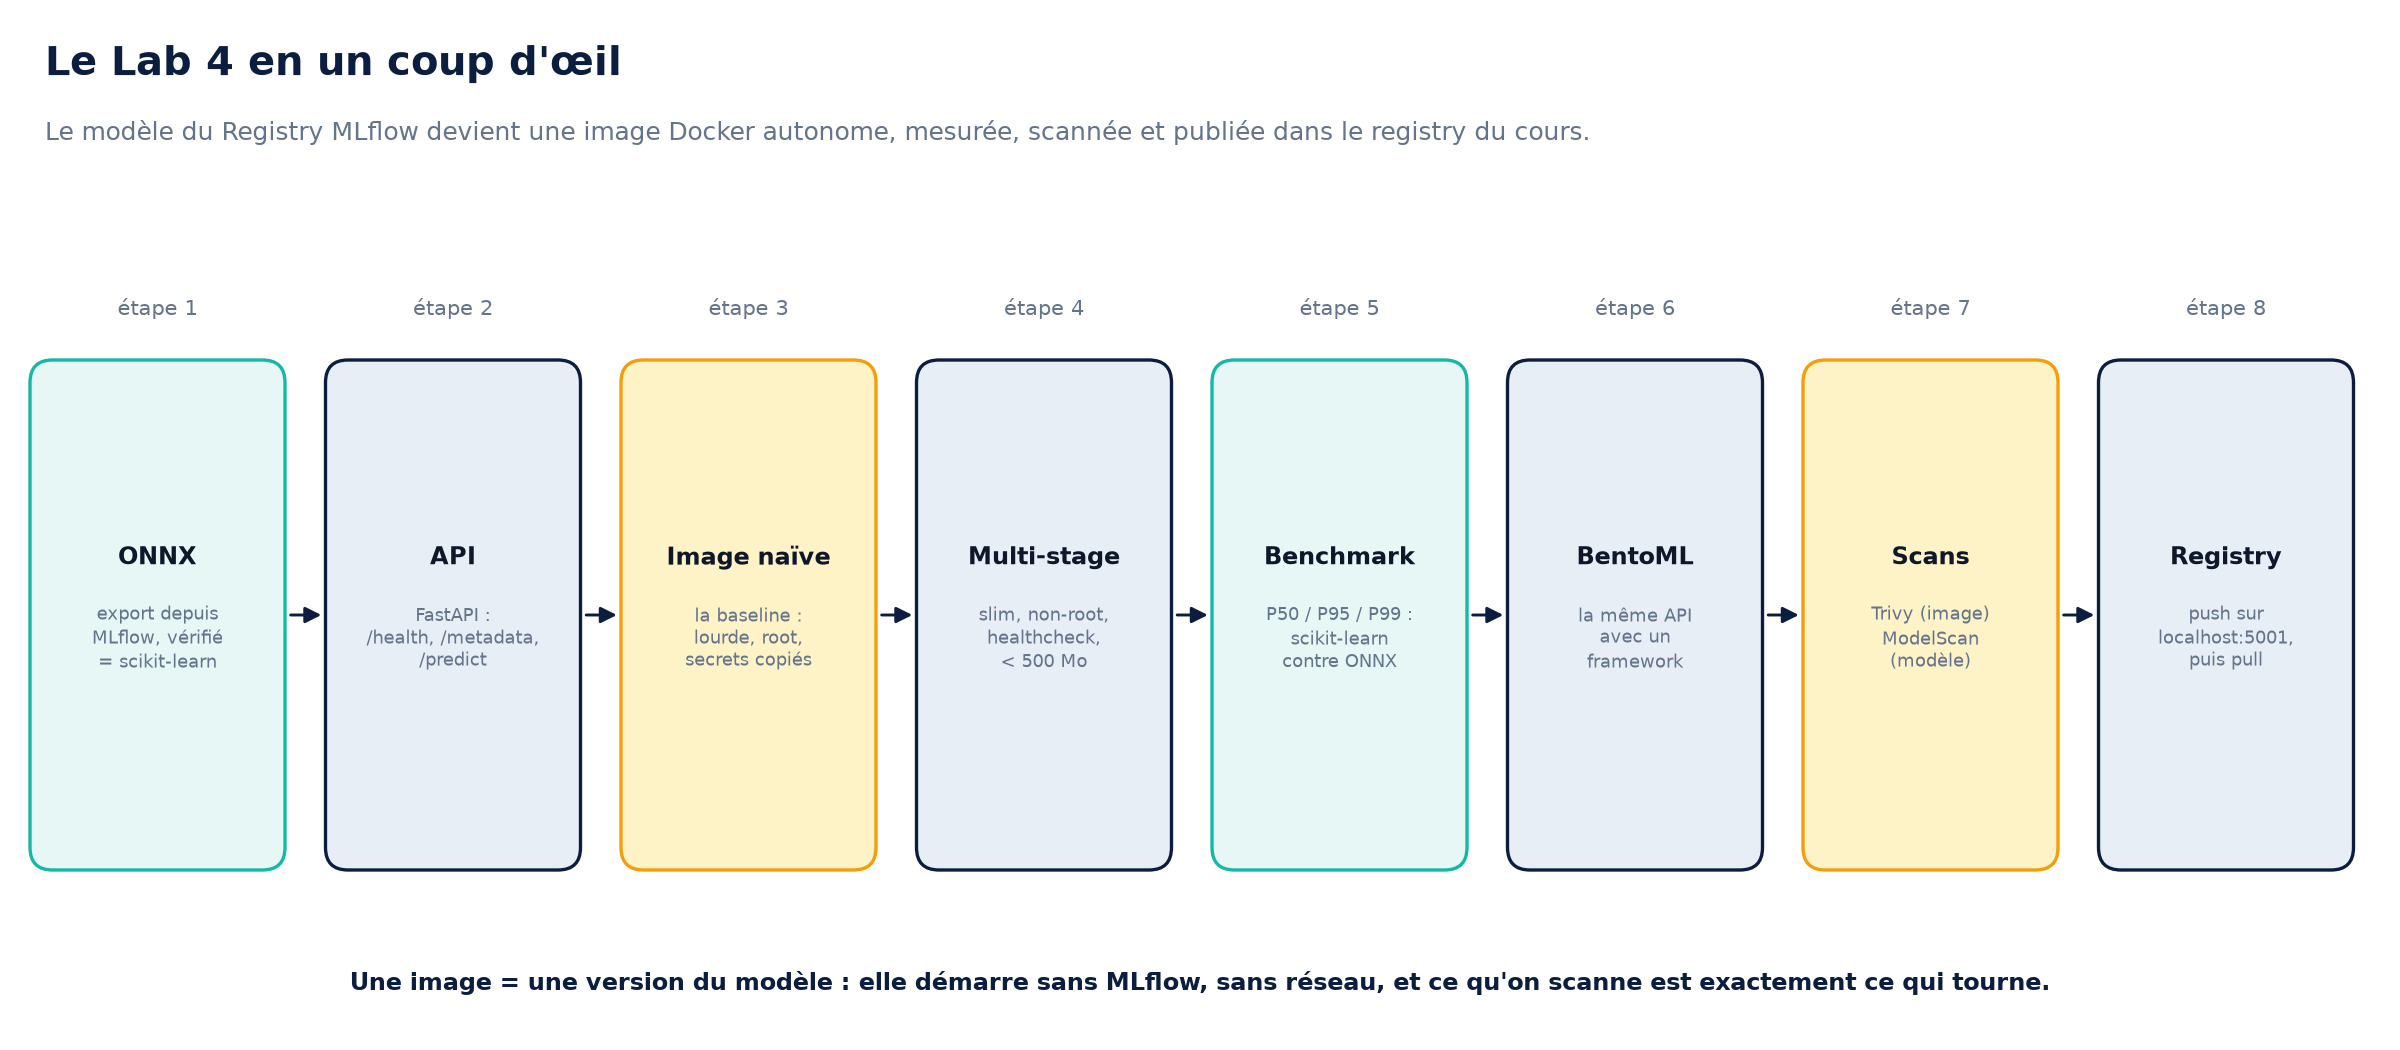 Le Lab 4 en un coup d'œil
Le modèle du Registry MLflow devient une image Docker autonome, mesurée, scannée et publiée dans le registry du cours.
étape 1
ONNX
export depuis
MLflow, vérifié
= scikit-learn
étape 2
API
FastAPI :
/health, /metadata,
/predict
étape 3
Image naïve
la baseline :
lourde, root,
secrets copiés
étape 4
Multi-stage
slim, non-root,
healthcheck,
< 500 Mo
étape 5
Benchmark
P50 / P95 / P99 :
scikit-learn
contre ONNX
étape 6
BentoML
la même API
avec un
framework
étape 7
Scans
Trivy (image)
ModelScan
(modèle)
étape 8
Registry
push sur
localhost:5001,
puis pull
Une image = une version du modèle : elle démarre sans MLflow, sans réseau, et ce qu'on scanne est exactement ce qui tourne.